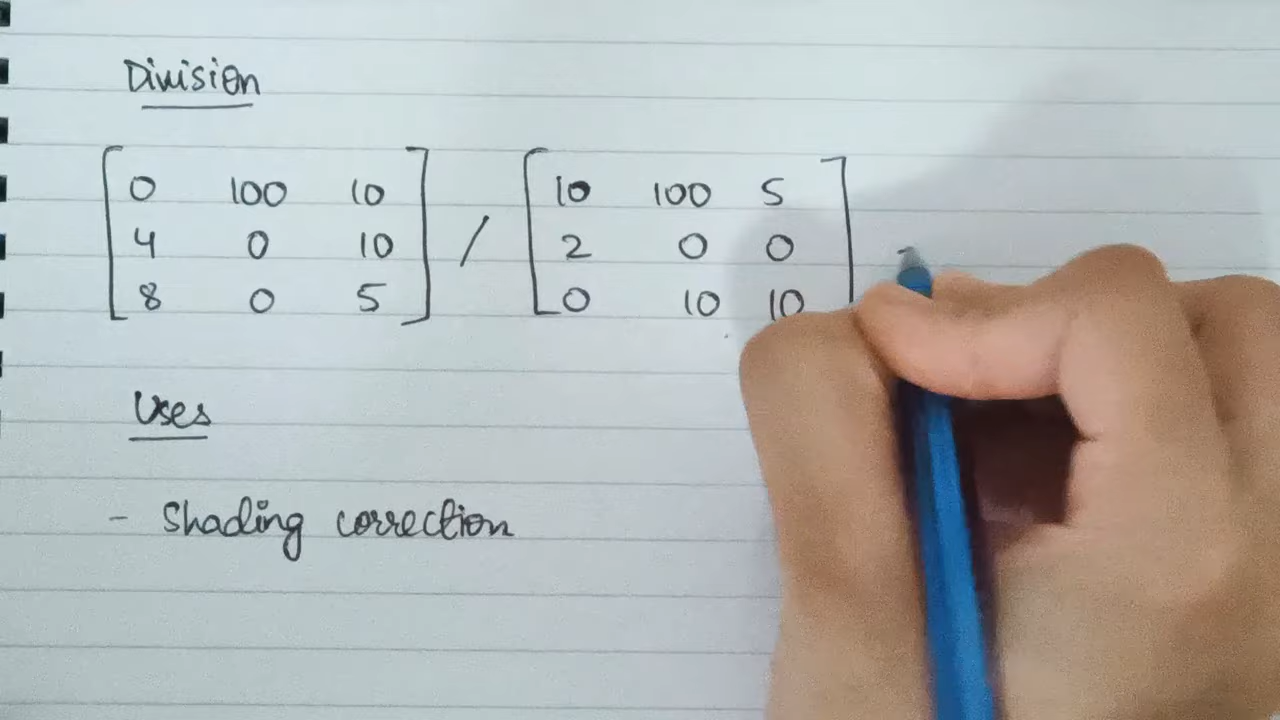 Division
0 100 10 10 100 5
4 0 10 / 2 0 0
8 0 5 0 10 10
Uses
- Shading correction